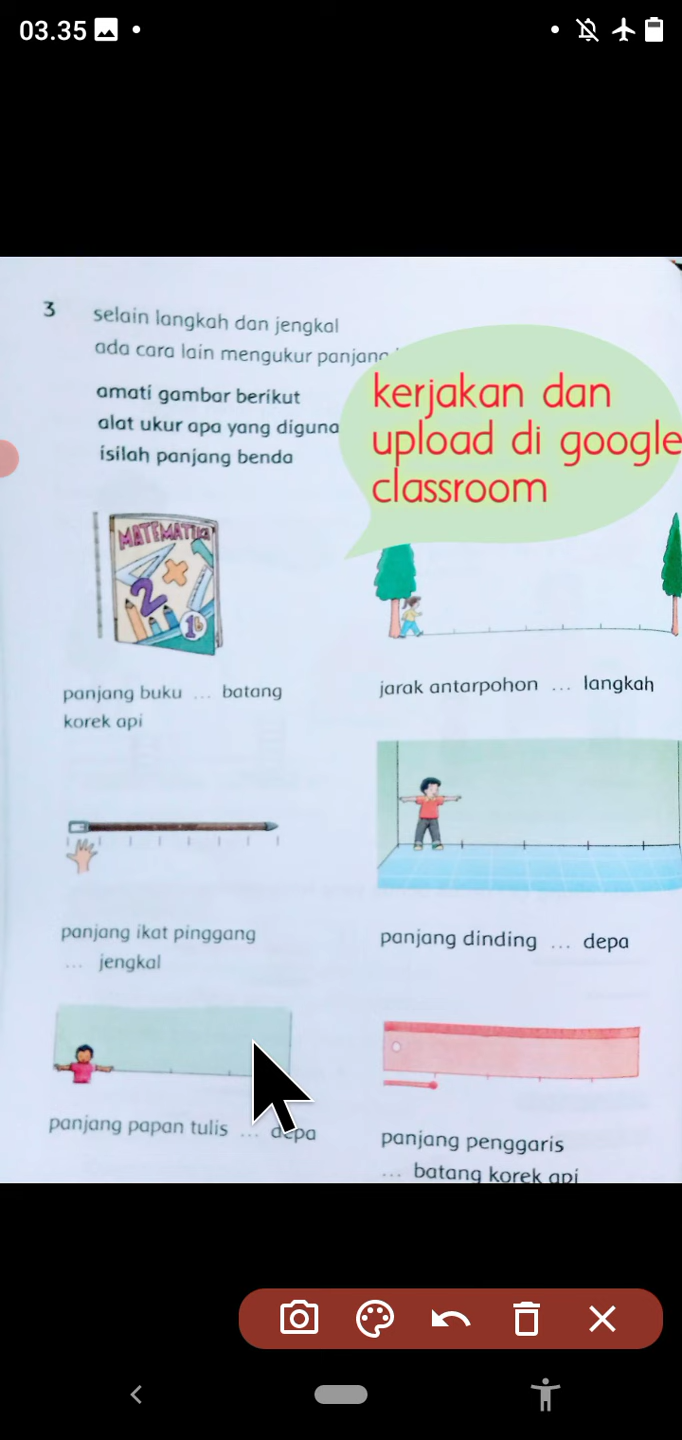 03.35
3 selain langkah dan jengkal
ada cara lain mengukur panjang
amati gambar berikut
alat ukur apa yang diguna
isilah panjang benda
kerjakan dan
upload di google
classroom
MATEMATIKA
2
1b
panjang buku ... batang
korek api
jarak antarpohon ... langkah
panjang ikat pinggang
... jengkal
panjang dinding ... depa
panjang papan tulis ... depa
panjang penggaris
... batang korek api